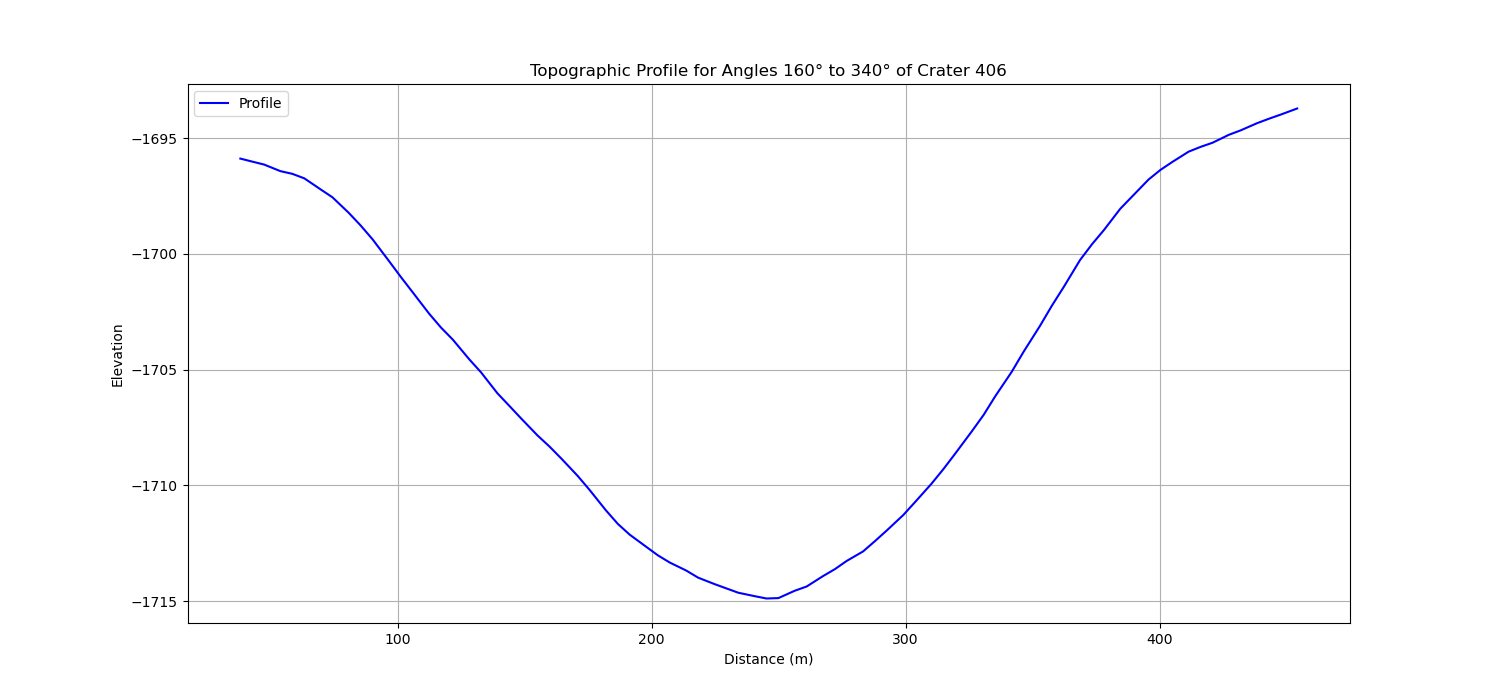 Topographic Profile for Angles 160° to 340° of Crater 406
Profile
−1695
−1700
−1705
−1710
−1715
Elevation
100
200
300
400
Distance (m)